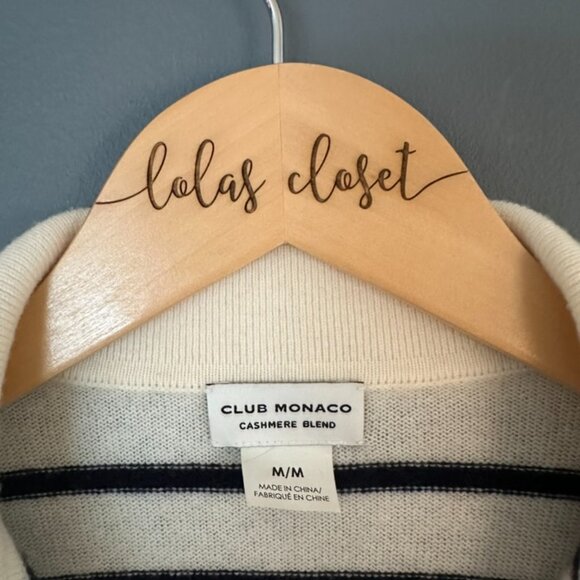 lolas closet
CLUB MONACO
CASHMERE BLEND
M/M
MADE IN CHINA/
FABRIQUÉ EN CHINE